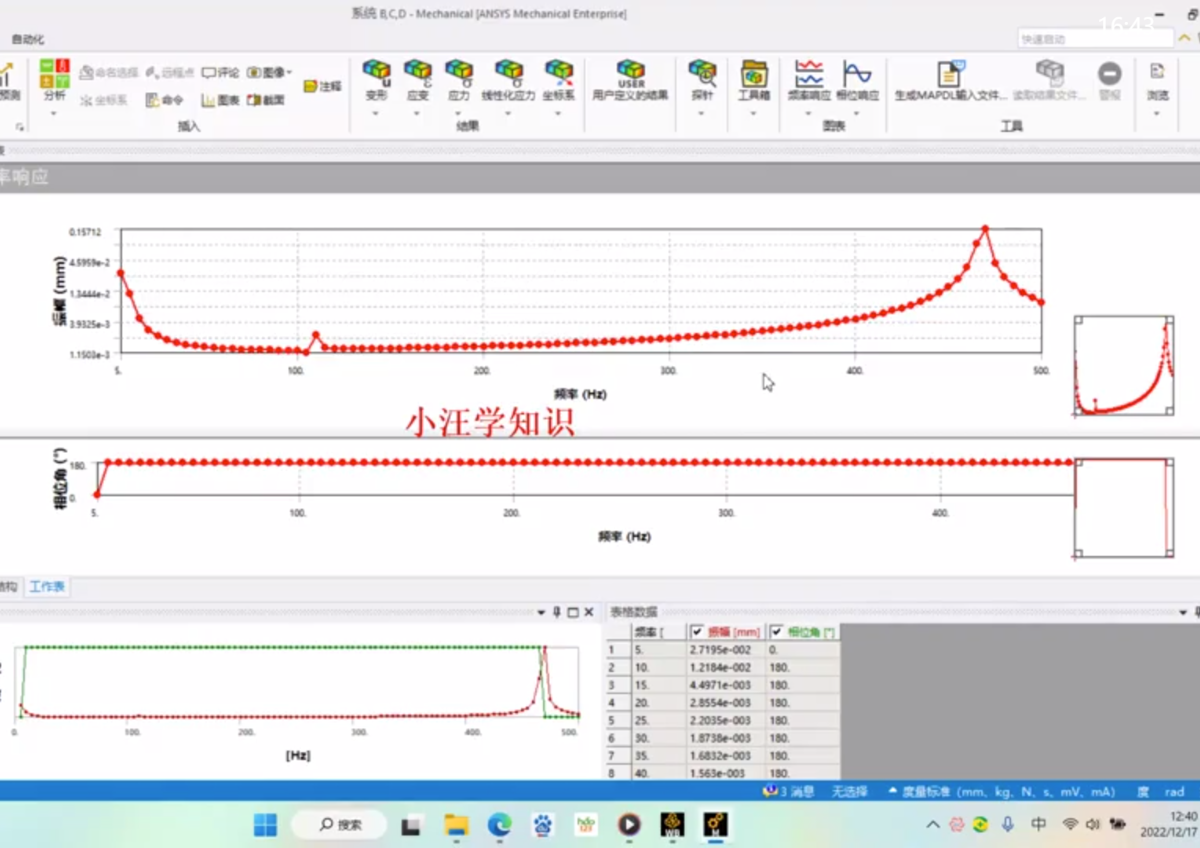 系统 B,C,D - Mechanical [ANSYS Mechanical Enterprise]
16:43
自动化
快速启动
预测
分析
命名选择 远程点 评论 图像
坐标系 命令 图表 截面
注释
插入
变形 应变 应力 线性化应力 坐标系
结果
USER
用户定义的结果
探针
工具箱
频率响应 相位响应
图表
生成MAPDL输入文件... 读取结果文件... 警报
工具
浏览
率响应
振幅 (mm)
0.15712
4.5959e-2
1.3444e-2
3.9325e-3
1.1503e-3
5. 100. 200. 300. 400. 500.
频率 (Hz)
小汪学知识
相位角 (°)
180.
0.
5. 100. 200. 300. 400.
频率 (Hz)
结构 工作表
表格数据
0. 100. 200. 300. 400. 500.
[Hz]
频率 [ 振幅 [mm] 相位角 [°]
1 5. 2.7195e-002 0.
2 10. 1.2184e-002 180.
3 15. 4.4971e-003 180.
4 20. 2.8554e-003 180.
5 25. 2.2035e-003 180.
6 30. 1.8738e-003 180.
7 35. 1.6832e-003 180.
8 40. 1.563e-003 180.
3 消息 无选择 度量标准 (mm、kg、N、s、mV、mA) 度 rad
搜索
hao 123
WB
M
中
12:40
2022/12/17